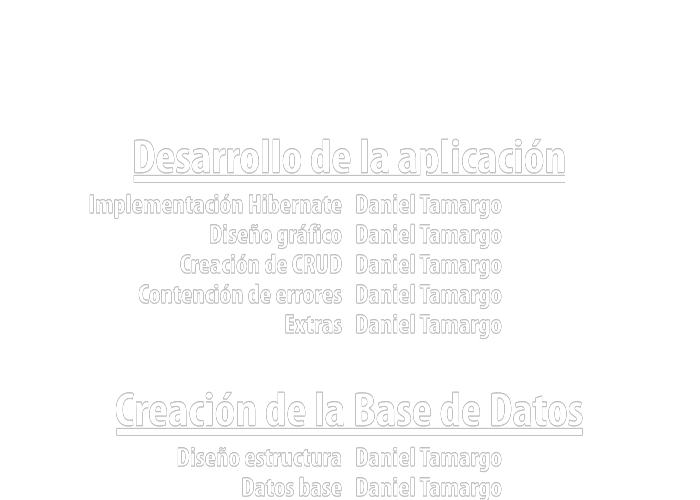 Desarrollo de la aplicación
Implementación Hibernate Daniel Tamargo
Diseño gráfico Daniel Tamargo
Creación de CRUD Daniel Tamargo
Contención de errores Daniel Tamargo
Extras Daniel Tamargo
Creación de la Base de Datos
Diseño estructura Daniel Tamargo
Datos base Daniel Tamargo